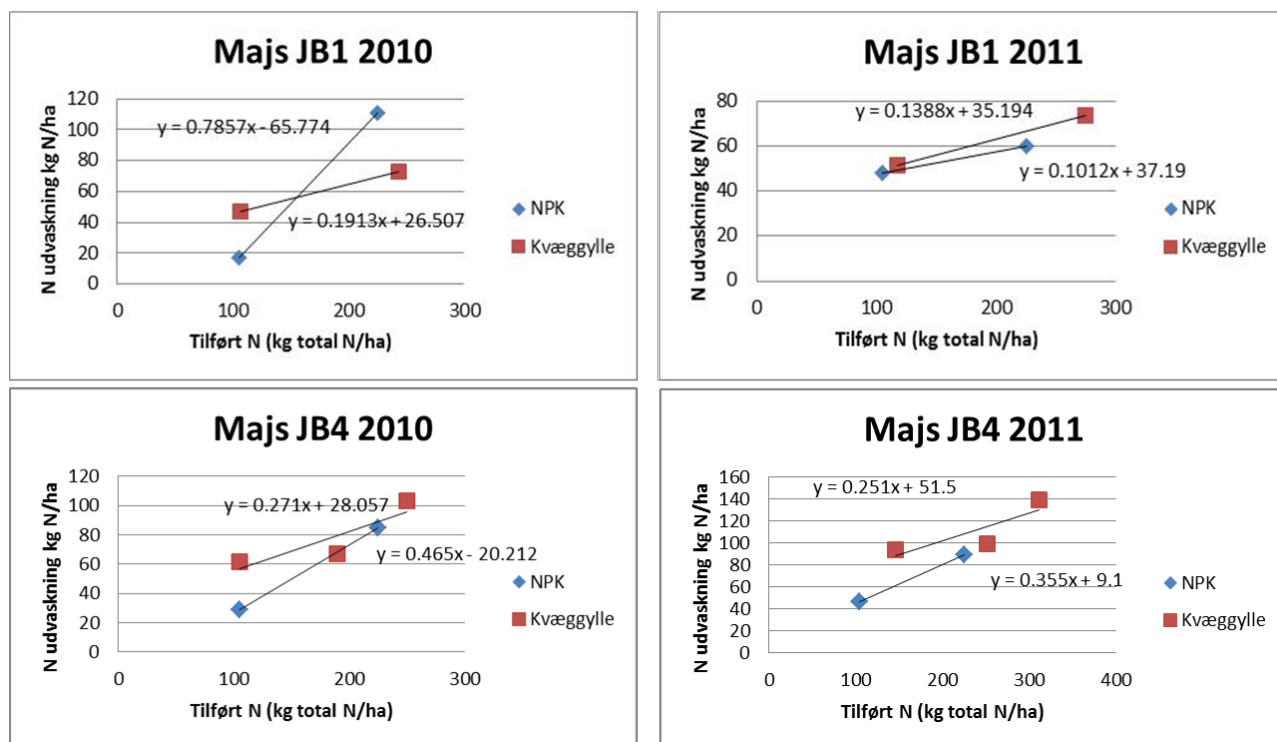 Majs JB1 2010
N udvaskning kg N/ha
120
100
80
60
40
20
0
y = 0.7857x - 65.774
y = 0.1913x + 26.507
NPK
Kvæggylle
0 100 200 300
Tilført N (kg total N/ha)
Majs JB1 2011
N udvaskning kg N/ha
80
60
40
20
0
y = 0.1388x + 35.194
y = 0.1012x + 37.19
NPK
Kvæggylle
0 100 200 300
Tilført N (kg total N/ha)
Majs JB4 2010
N udvaskning kg N/ha
120
100
80
60
40
20
0
y = 0.271x + 28.057
y = 0.465x - 20.212
NPK
Kvæggylle
0 100 200 300
Tilført N (kg total N/ha)
Majs JB4 2011
N udvaskning kg N/ha
160
140
120
100
80
60
40
20
0
y = 0.251x + 51.5
y = 0.355x + 9.1
NPK
Kvæggylle
0 100 200 300 400
Tilført N (kg total N/ha)